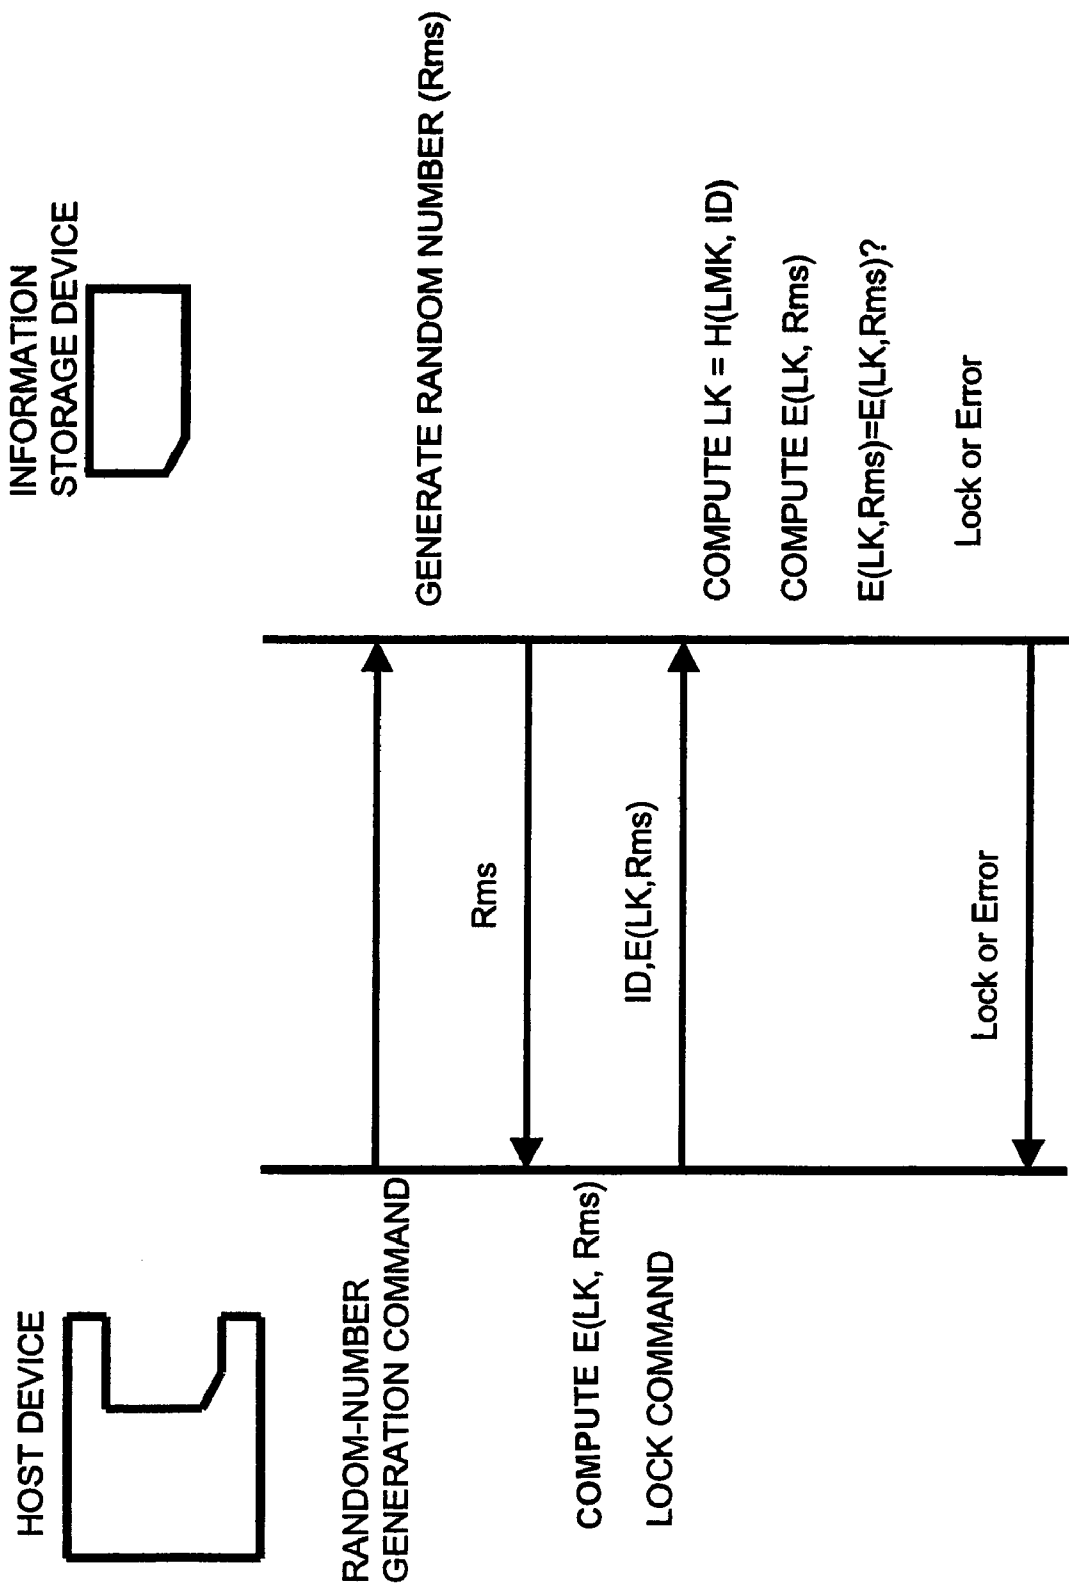 HOST DEVICE
INFORMATION
STORAGE DEVICE
RANDOM-NUMBER
GENERATION COMMAND
GENERATE RANDOM NUMBER (Rms)
Rms
COMPUTE E(LK, Rms)
LOCK COMMAND
ID,E(LK,Rms)
COMPUTE LK = H(LMK, ID)
COMPUTE E(LK, Rms)
E(LK,Rms)=E(LK,Rms)?
Lock or Error
Lock or Error